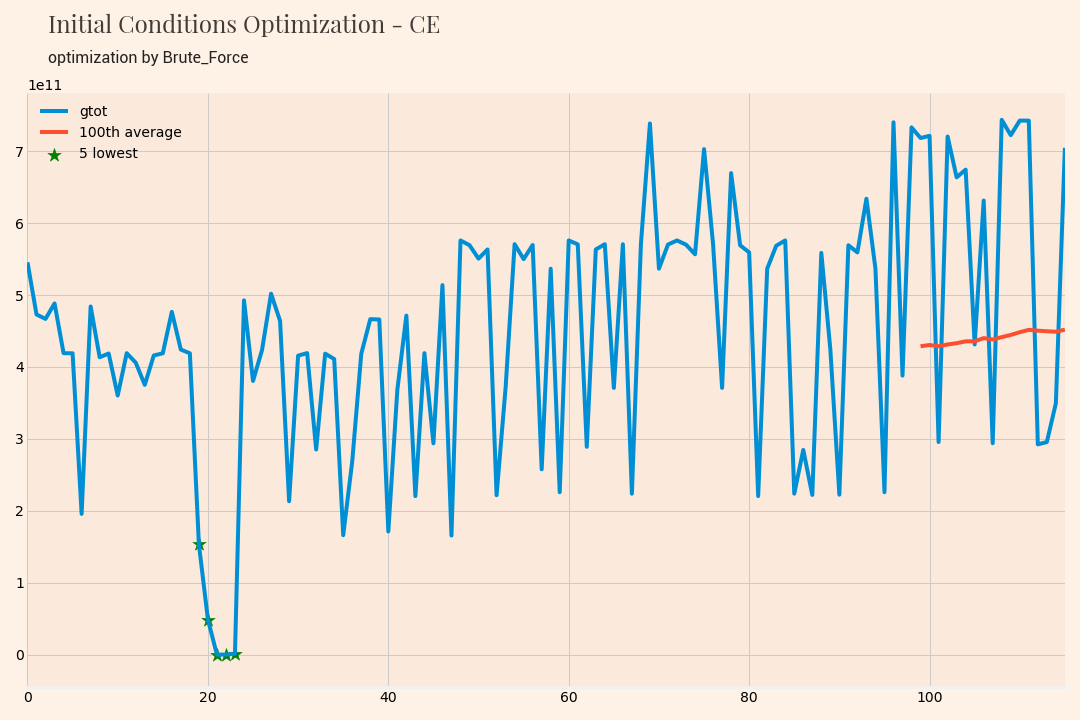 Initial Conditions Optimization - CE
optimization by Brute_Force
1e11
gtot
100th average
5 lowest
7
6
5
4
3
2
1
0
0 20 40 60 80 100